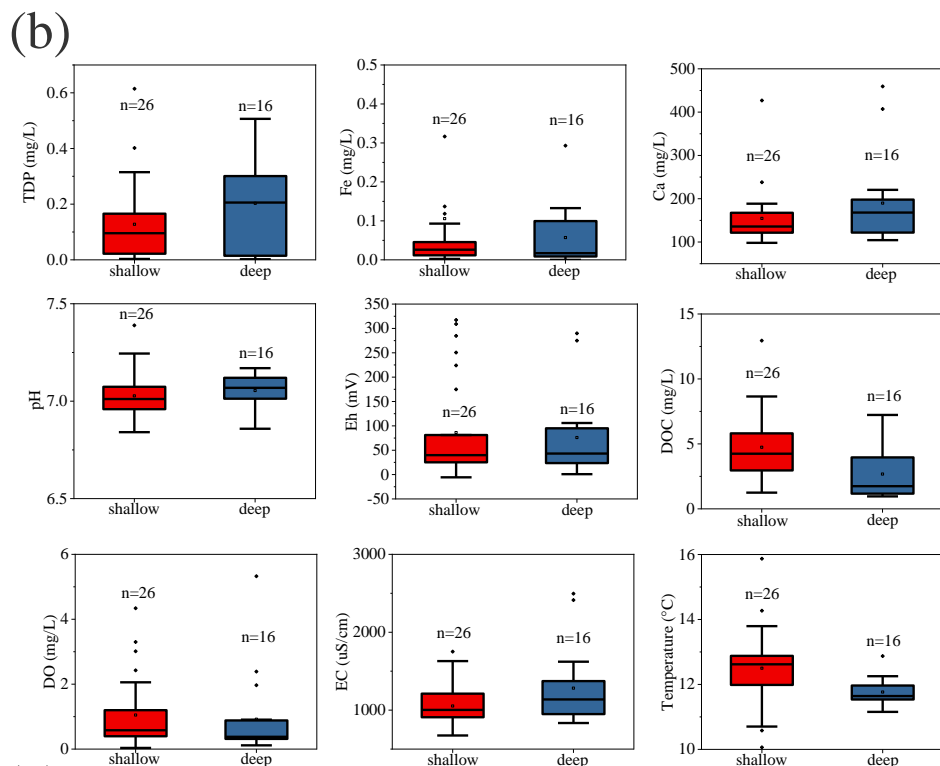 (b)
TDP (mg/L)
0.6
0.4
0.2
0.0
n=26
n=16
shallow
deep
Fe (mg/L)
0.5
0.4
0.3
0.2
0.1
0.0
n=26
n=16
shallow
deep
Ca (mg/L)
500
400
300
200
100
n=26
n=16
shallow
deep
pH
7.5
7.0
6.5
n=26
n=16
shallow
deep
Eh (mV)
350
300
250
200
150
100
50
0
-50
n=26
n=16
shallow
deep
DOC (mg/L)
15
10
5
0
n=26
n=16
shallow
deep
DO (mg/L)
6
4
2
0
n=26
n=16
shallow
deep
EC (uS/cm)
3000
2000
1000
n=26
n=16
shallow
deep
Temperature (°C)
16
14
12
10
n=26
n=16
shallow
deep